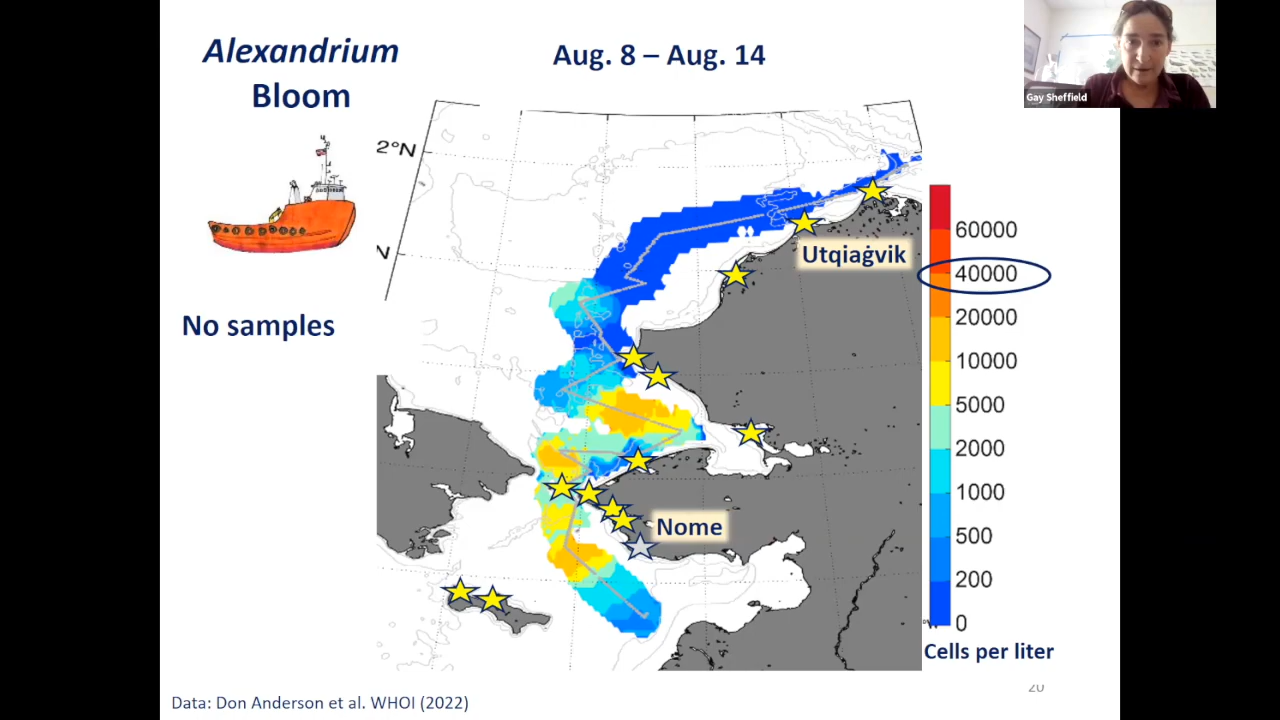 Alexandrium
Bloom
Aug. 8 – Aug. 14
Gay Sheffield
2°N
N
No samples
Utqiaġvik
Nome
60000
40000
20000
10000
5000
2000
1000
500
200
0
Cells per liter
20
Data: Don Anderson et al. WHOI (2022)